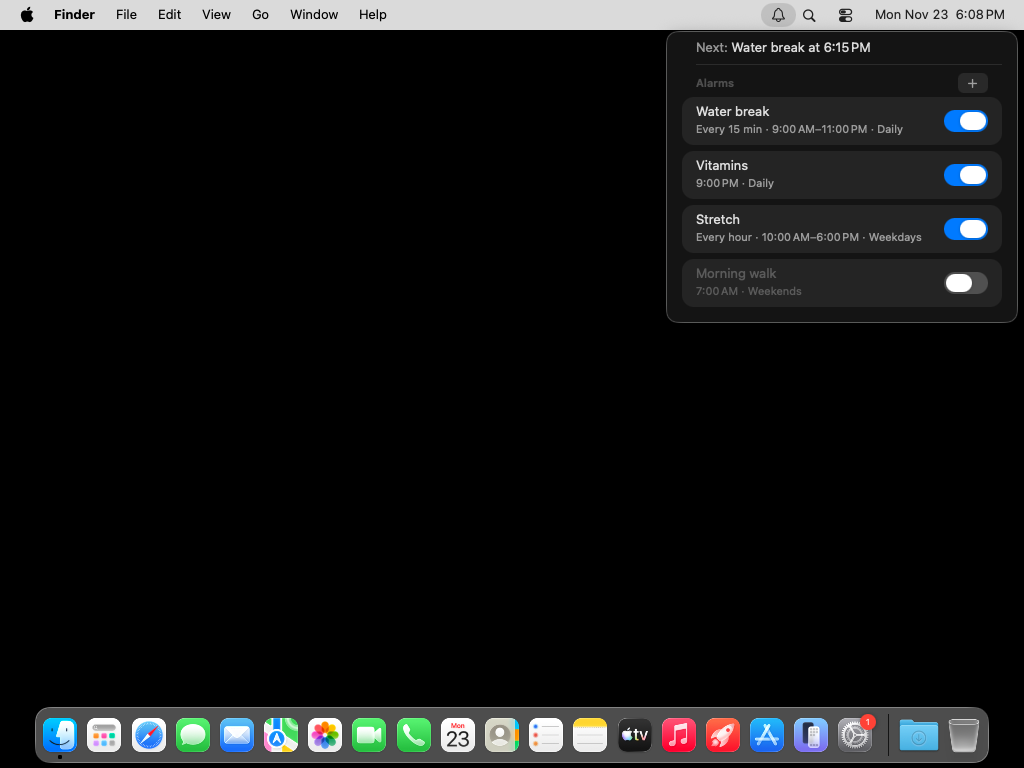 Finder File Edit View Go Window Help Mon Nov 23 6:08 PM
Next: Water break at 6:15 PM
Alarms
Water break
Every 15 min · 9:00 AM–11:00 PM · Daily
Vitamins
9:00 PM · Daily
Stretch
Every hour · 10:00 AM–6:00 PM · Weekdays
Morning walk
7:00 AM · Weekends
Mon
23
tv
1